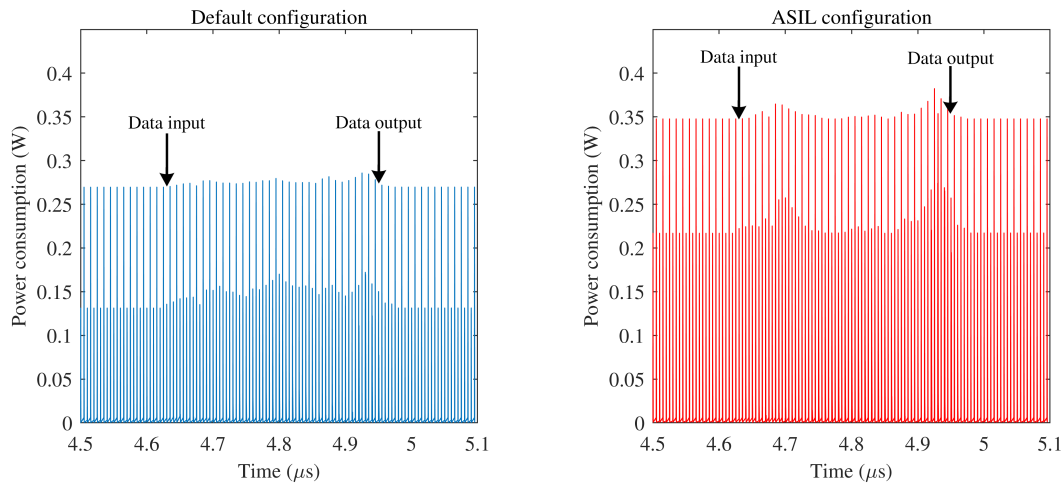 Default configuration
Power consumption (W)
0.4
0.35
0.3
0.25
0.2
0.15
0.1
0.05
0
Data input
Data output
4.5 4.6 4.7 4.8 4.9 5 5.1
Time (μs)
ASIL configuration
Power consumption (W)
0.4
0.35
0.3
0.25
0.2
0.15
0.1
0.05
0
Data input
Data output
4.5 4.6 4.7 4.8 4.9 5 5.1
Time (μs)